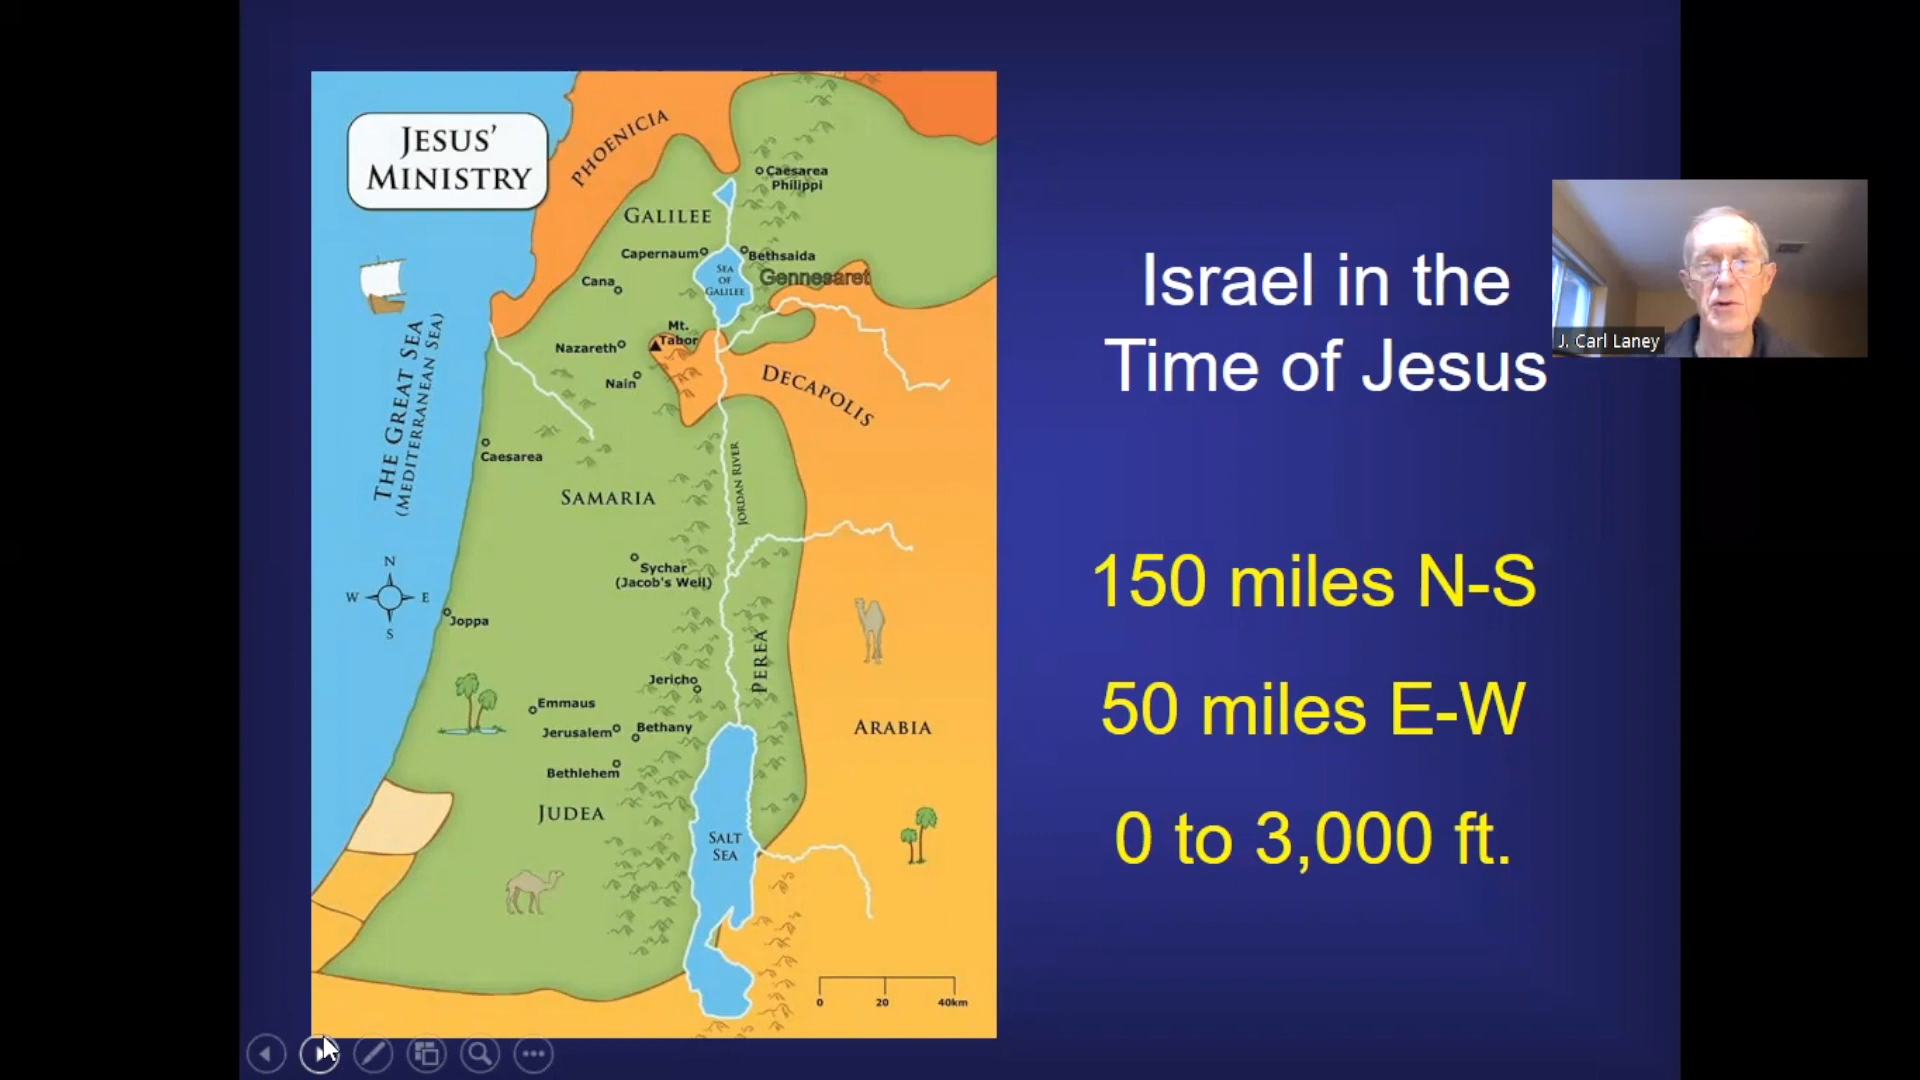 JESUS'
MINISTRY
PHOENICIA
Caesarea
Philippi
GALILEE
Capernaum
Bethsaida
SEA
OF
GALILEE
Gennesaret
Cana
Mt.
Tabor
Nazareth
Nain
DECAPOLIS
THE GREAT SEA
(MEDITERRANEAN SEA)
Caesarea
JORDAN RIVER
SAMARIA
Sychar
(Jacob's Well)
N
W E
S
Joppa
PEREA
Jericho
Emmaus
Jerusalem
Bethany
ARABIA
Bethlehem
JUDEA
SALT
SEA
0 20 40km
Israel in the
Time of Jesus
150 miles N-S
50 miles E-W
0 to 3,000 ft.
J. Carl Laney